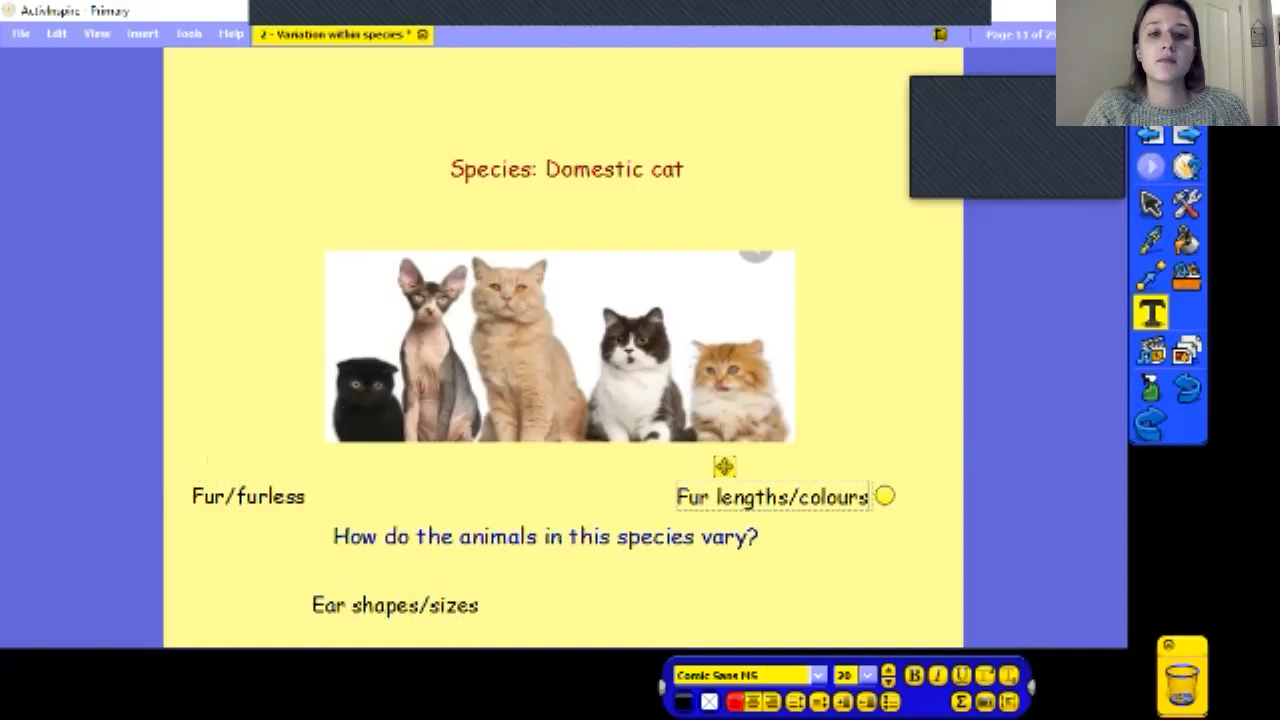 ActivInspire - Primary
File Edit View Insert Tools Help 2 - Variation within species *
Species: Domestic cat
Fur/furless
Fur lengths/colours
How do the animals in this species vary?
Ear shapes/sizes
T
Comic Sans MS 20 B I U
Σ